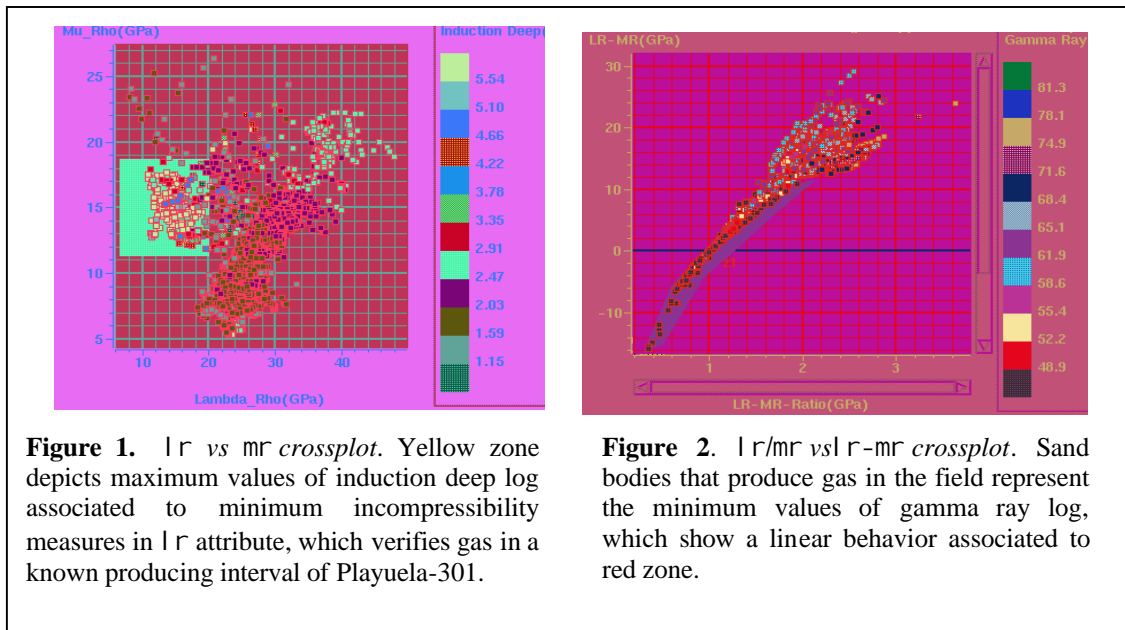 Mu_Rho(GPa)
Induction Deep
25
20
15
10
5
10
20
30
40
Lambda_Rho(GPa)
5.54
5.10
4.66
4.22
3.78
3.35
2.91
2.47
2.03
1.59
1.15
LR-MR(GPa)
Gamma Ray
30
20
10
0
-10
1
2
3
LR-MR-Ratio(GPa)
81.3
78.1
74.9
71.6
68.4
65.1
61.9
58.6
55.4
52.2
48.9
Figure 1. lr vs mr crossplot. Yellow zone
depicts maximum values of induction deep log
associated to minimum incompressibility
measures in lr attribute, which verifies gas in a
known producing interval of Playuela-301.
Figure 2. lr/mr vslr-mr crossplot. Sand
bodies that produce gas in the field represent
the minimum values of gamma ray log,
which show a linear behavior associated to
red zone.